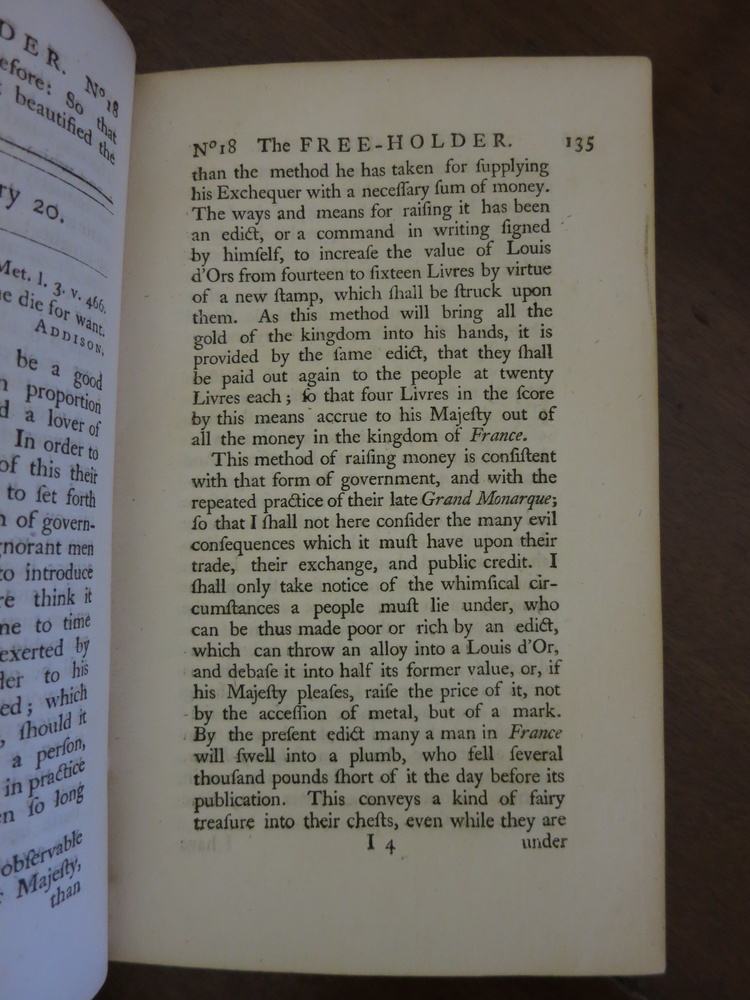 DER. Nº 18
efore: So that
beautified the
ry 20.
Met. l. 3. v. 466.
e die for want.
ADDISON.
be a good
proportion
d a lover of
In order to
of this their
to ſet forth
of govern-
gnorant men
to introduce
re think it
me to time
exerted by
der to his
ed; which
, ſhould it
a perſon,
in practice
en ſo long
obſervable
Majeſty,
than
Nº18 The FREE-HOLDER. 135
than the method he has taken for ſupplying
his Exchequer with a neceſſary ſum of money.
The ways and means for raiſing it has been
an edict, or a command in writing ſigned
by himſelf, to increaſe the value of Louis
d'Ors from fourteen to ſixteen Livres by virtue
of a new ſtamp, which ſhall be ſtruck upon
them. As this method will bring all the
gold of the kingdom into his hands, it is
provided by the ſame edict, that they ſhall
be paid out again to the people at twenty
Livres each; ſo that four Livres in the ſcore
by this means accrue to his Majeſty out of
all the money in the kingdom of France.
This method of raiſing money is conſiſtent
with that form of government, and with the
repeated practice of their late Grand Monarque;
ſo that I ſhall not here conſider the many evil
conſequences which it muſt have upon their
trade, their exchange, and public credit. I
ſhall only take notice of the whimſical cir-
cumſtances a people muſt lie under, who
can be thus made poor or rich by an edict,
which can throw an alloy into a Louis d'Or,
and debaſe it into half its former value, or, if
his Majeſty pleaſes, raiſe the price of it, not
by the acceſſion of metal, but of a mark.
By the preſent edict many a man in France
will ſwell into a plumb, who fell ſeveral
thouſand pounds ſhort of it the day before its
publication. This conveys a kind of fairy
treaſure into their cheſts, even while they are
I 4 under